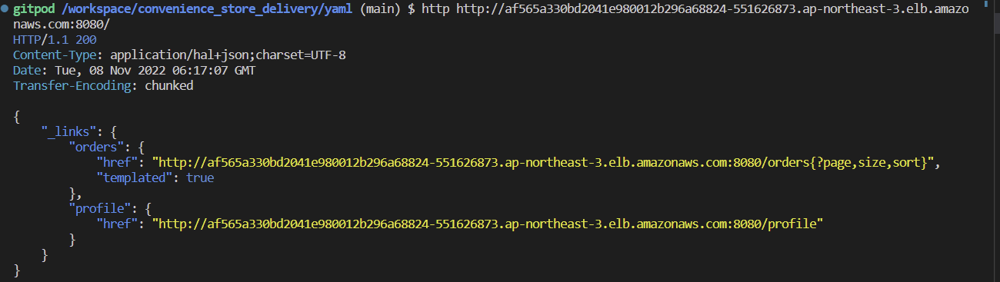 gitpod /workspace/convenience_store_delivery/yaml (main) $ http http://af565a330bd2041e980012b296a68824-551626873.ap-northeast-3.elb.amazo
naws.com:8080/
HTTP/1.1 200
Content-Type: application/hal+json;charset=UTF-8
Date: Tue, 08 Nov 2022 06:17:07 GMT
Transfer-Encoding: chunked

{
    "_links": {
        "orders": {
            "href": "http://af565a330bd2041e980012b296a68824-551626873.ap-northeast-3.elb.amazonaws.com:8080/orders{?page,size,sort}",
            "templated": true
        },
        "profile": {
            "href": "http://af565a330bd2041e980012b296a68824-551626873.ap-northeast-3.elb.amazonaws.com:8080/profile"
        }
    }
}